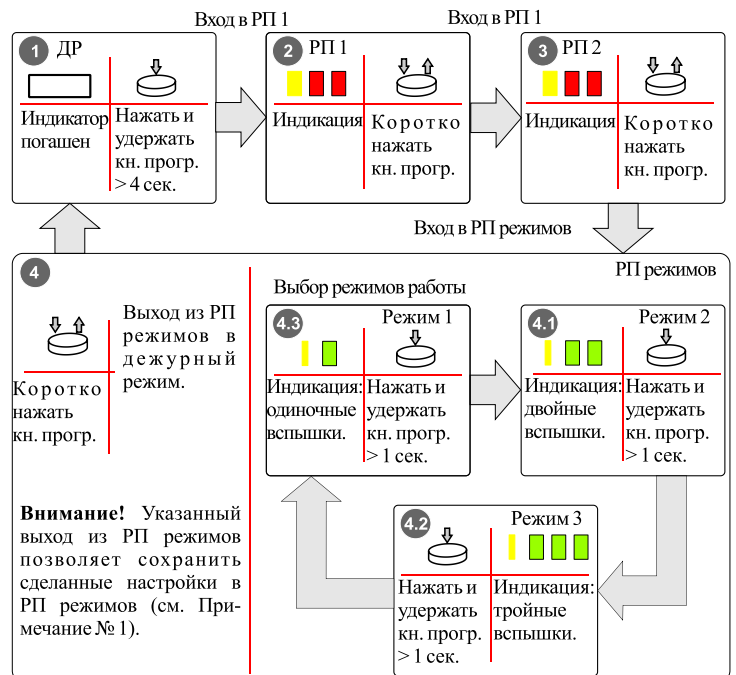 Вход в РП 1
Вход в РП 1
1 ДР
Индикатор
погашен
Нажать и
удержать
кн. прогр.
> 4 сек.
2 РП 1
Индикация
Коротко
нажать
кн. прогр.
3 РП 2
Индикация
Коротко
нажать
кн. прогр.
Вход в РП режимов
4
РП режимов
Коротко
нажать
кн. прогр.
Выход из РП
режимов в
дежурный
режим.
Внимание! Указанный
выход из РП режимов
позволяет сохранить
сделанные настройки в
РП режимов (см. При-
мечание № 1).
Выбор режимов работы
4.3 Режим 1
Индикация:
одиночные
вспышки.
Нажать и
удержать
кн. прогр.
> 1 сек.
4.1 Режим 2
Индикация:
двойные
вспышки.
Нажать и
удержать
кн. прогр.
> 1 сек.
4.2 Режим 3
Нажать и
удержать
кн. прогр.
> 1 сек.
Индикация:
тройные
вспышки.